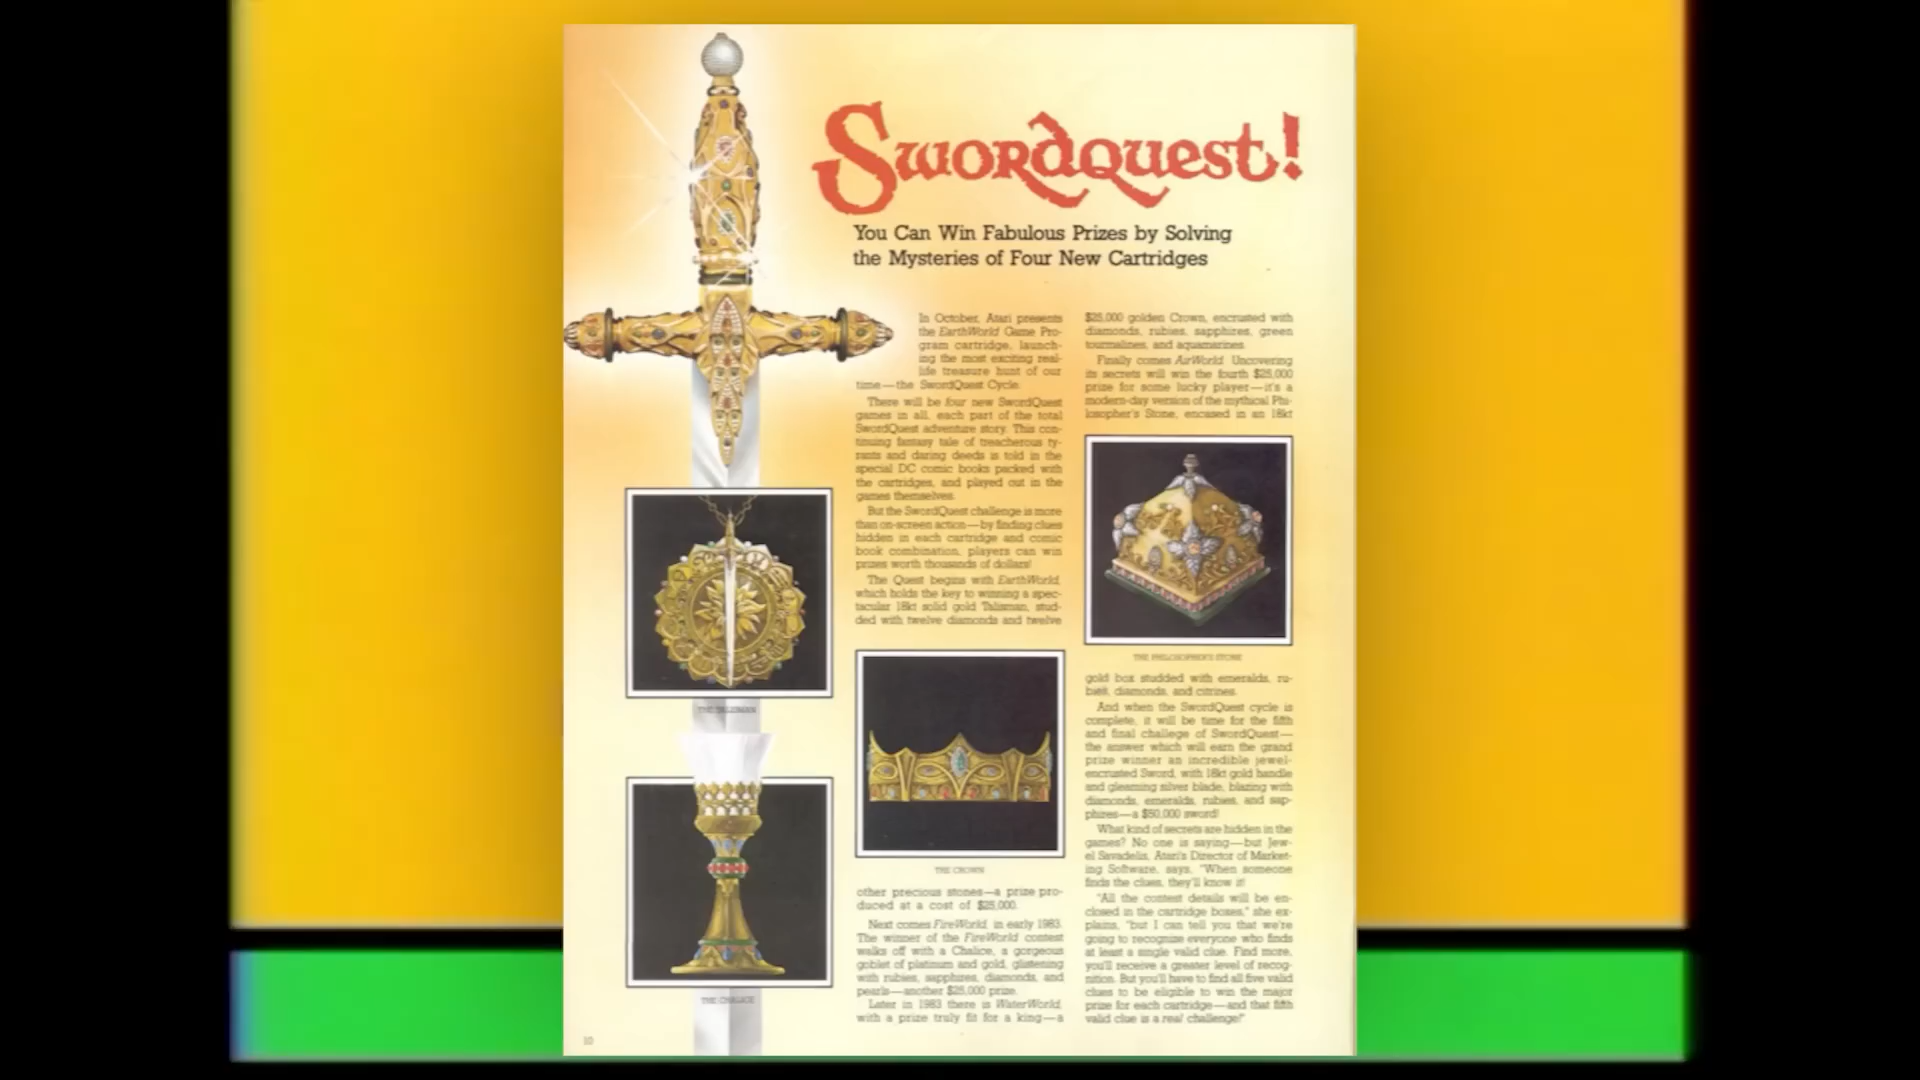 Swordquest!
You Can Win Fabulous Prizes by Solving
the Mysteries of Four New Cartridges
In October, Atari presents
the EarthWorld Game Pro-
gram cartridge, launch-
ing the most exciting real-
life treasure hunt of our
time—the SwordQuest Cycle.
There will be four new SwordQuest
games in all, each part of the total
SwordQuest adventure story. This con-
tinuing fantasy tale of treacherous ty-
rants and daring deeds is told in the
special DC comic books packed with
the cartridges, and played out in the
games themselves.
But the SwordQuest challenge is more
than on-screen action—by finding clues
hidden in each cartridge and comic
book combination, players can win
prizes worth thousands of dollars!
The Quest begins with EarthWorld,
which holds the key to winning a spec-
tacular 18kt solid gold Talisman, stud-
ded with twelve diamonds and twelve
THE TALISMAN
THE CHALICE
THE CROWN
other precious stones—a prize pro-
duced at a cost of $25,000.
Next comes FireWorld, in early 1983.
The winner of the FireWorld contest
walks off with a Chalice, a gorgeous
goblet of platinum and gold, glistening
with rubies, sapphires, diamonds, and
pearls—another $25,000 prize.
Later in 1983 there is WaterWorld,
with a prize truly fit for a king—a
$25,000 golden Crown, encrusted with
diamonds, rubies, sapphires, green
tourmalines, and aquamarines.
Finally comes AirWorld. Uncovering
its secrets will win the fourth $25,000
prize for some lucky player—it's a
modern-day version of the mythical Phi-
losopher's Stone, encased in an 18kt
THE PHILOSOPHER'S STONE
gold box studded with emeralds, ru-
bies, diamonds, and citrines.
And when the SwordQuest cycle is
complete, it will be time for the fifth
and final challege of SwordQuest—
the answer which will earn the grand
prize winner an incredible jewel-
encrusted Sword, with 18kt gold handle
and gleaming silver blade, blazing with
diamonds, emeralds, rubies, and sap-
phires—a $50,000 sword!
What kind of secrets are hidden in the
games? No one is saying—but Jew-
el Savadelis, Atari's Director of Market-
ing Software, says, "When someone
finds the clues, they'll know it!
"All the contest details will be en-
closed in the cartridge boxes," she ex-
plains, "but I can tell you that we're
going to recognize everyone who finds
at least a single valid clue. Find more,
you'll receive a greater level of recog-
nition. But you'll have to find all five valid
clues to be eligible to win the major
prize for each cartridge—and that fifth
valid clue is a real challenge!"
10